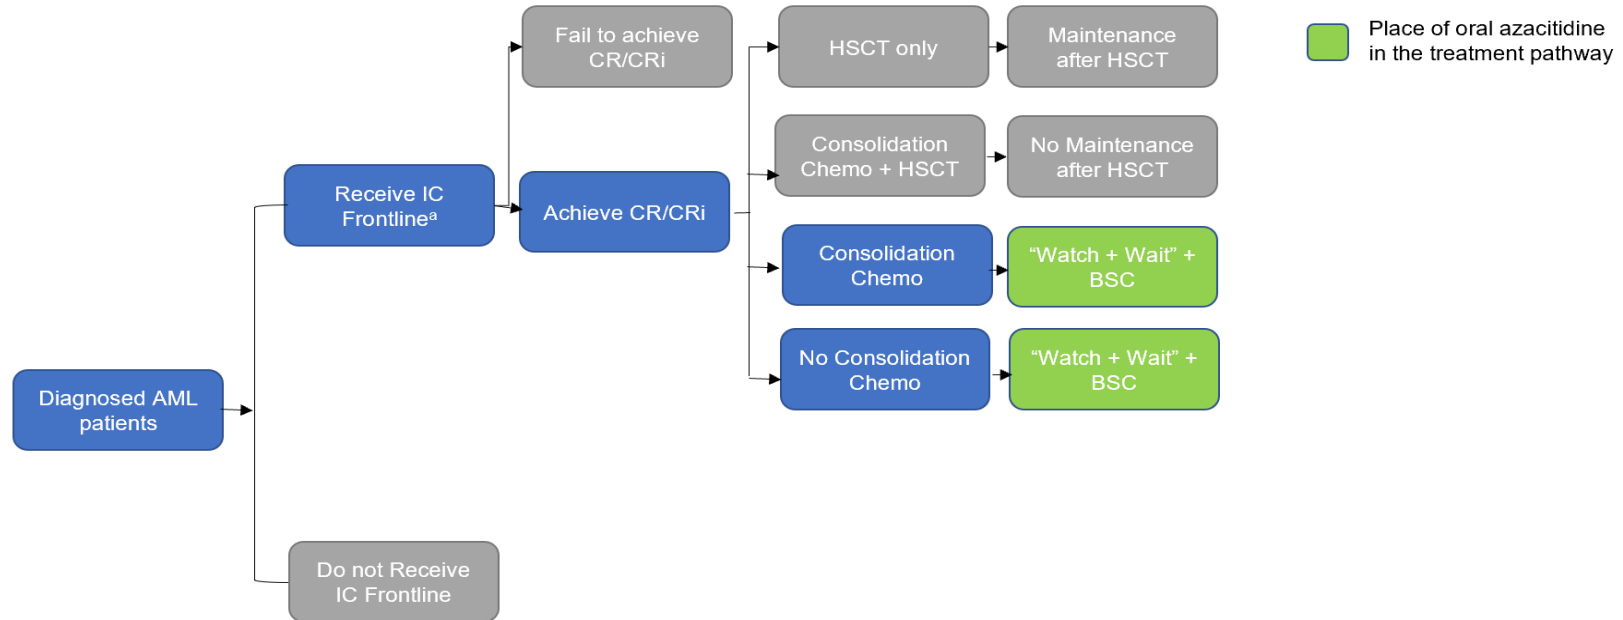 Fail to achieve
CR/CRi
HSCT only
Maintenance
after HSCT
Place of oral azacitidine
in the treatment pathway
Consolidation
Chemo + HSCT
No Maintenance
after HSCT
Receive IC
Frontlineᵃ
Achieve CR/CRi
Consolidation
Chemo
“Watch + Wait” +
BSC
No Consolidation
Chemo
“Watch + Wait” +
BSC
Diagnosed AML
patients
Do not Receive
IC Frontline